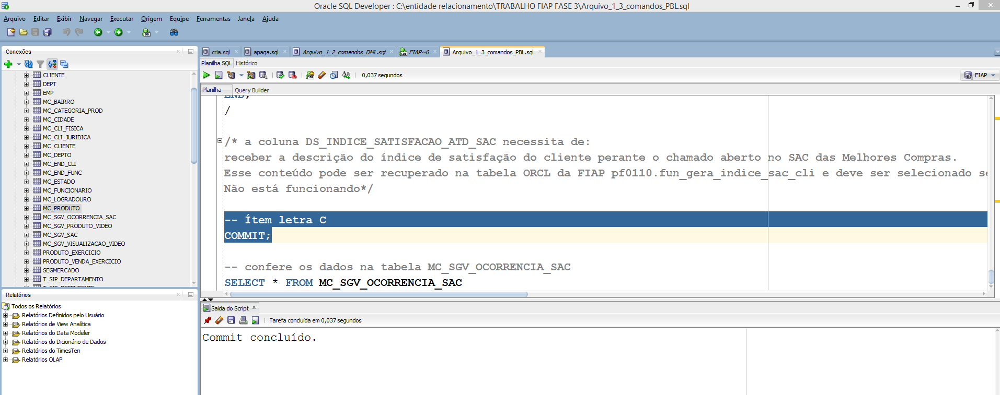 Oracle SQL Developer : C:\entidade relacionamento\TRABALHO FIAP FASE 3\Arquivo_1_3_comandos_PBL.sql
Arquivo Editar Exibir Navegar Executar Origem Equipe Ferramentas Janela Ajuda
Conexões
CLIENTE
DEPT
EMP
MC_BAIRRO
MC_CATEGORIA_PROD
MC_CIDADE
MC_CLI_FISICA
MC_CLI_JURIDICA
MC_CLIENTE
MC_DEPTO
MC_END_CLI
MC_END_FUNC
MC_ESTADO
MC_FUNCIONARIO
MC_LOGRADOURO
MC_PRODUTO
MC_SGV_OCORRENCIA_SAC
MC_SGV_PRODUTO_VIDEO
MC_SGV_SAC
MC_SGV_VISUALIZACAO_VIDEO
PRODUTO_EXERCICIO
PRODUTO_VENDA_EXERCICIO
SEGMERCADO
T_SIP_DEPARTAMENTO
T_SIP_DEPENDENTE
Relatórios
Todos os Relatórios
Relatórios Definidos pelo Usuário
Relatórios de View Analítica
Relatórios do Data Modeler
Relatórios do Dicionário de Dados
Relatórios do TimesTen
Relatórios OLAP
cria.sql apaga.sql Arquivo_1_2_comandos_DML.sql FIAP~6 Arquivo_1_3_comandos_PBL.sql
Planilha SQL Histórico
0,037 segundos
FIAP
Planilha Query Builder
END;
/
/* a coluna DS_INDICE_SATISFACAO_ATD_SAC necessita de:
receber a descrição do índice de satisfação do cliente perante o chamado aberto no SAC das Melhores Compras.
Esse conteúdo pode ser recuperado na tabela ORCL da FIAP pf0110.fun_gera_indice_sac_cli e deve ser selecionado se
Não está funcionando*/
-- Ítem letra C
COMMIT;
-- confere os dados na tabela MC_SGV_OCORRENCIA_SAC
SELECT * FROM MC_SGV_OCORRENCIA_SAC
Saída do Script
Tarefa concluída em 0,037 segundos
Commit concluído.